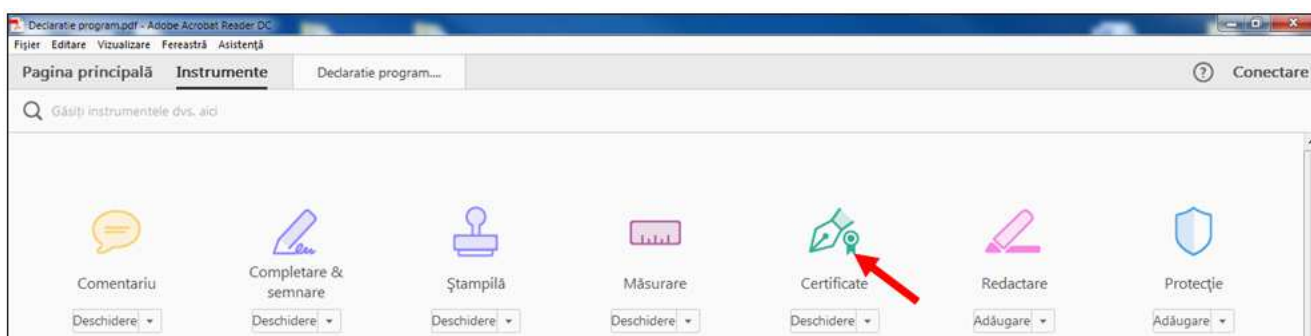 Declaratie program.pdf - Adobe Acrobat Reader DC
Fișier Editare Vizualizare Fereastră Asistență
Pagina principală Instrumente Declaratie program.... ? Conectare
Găsiți instrumentele dvs. aici
Comentariu Completare & semnare Ștampilă Măsurare Certificate Redactare Protecție
Deschidere Deschidere Deschidere Deschidere Deschidere Adăugare Adăugare